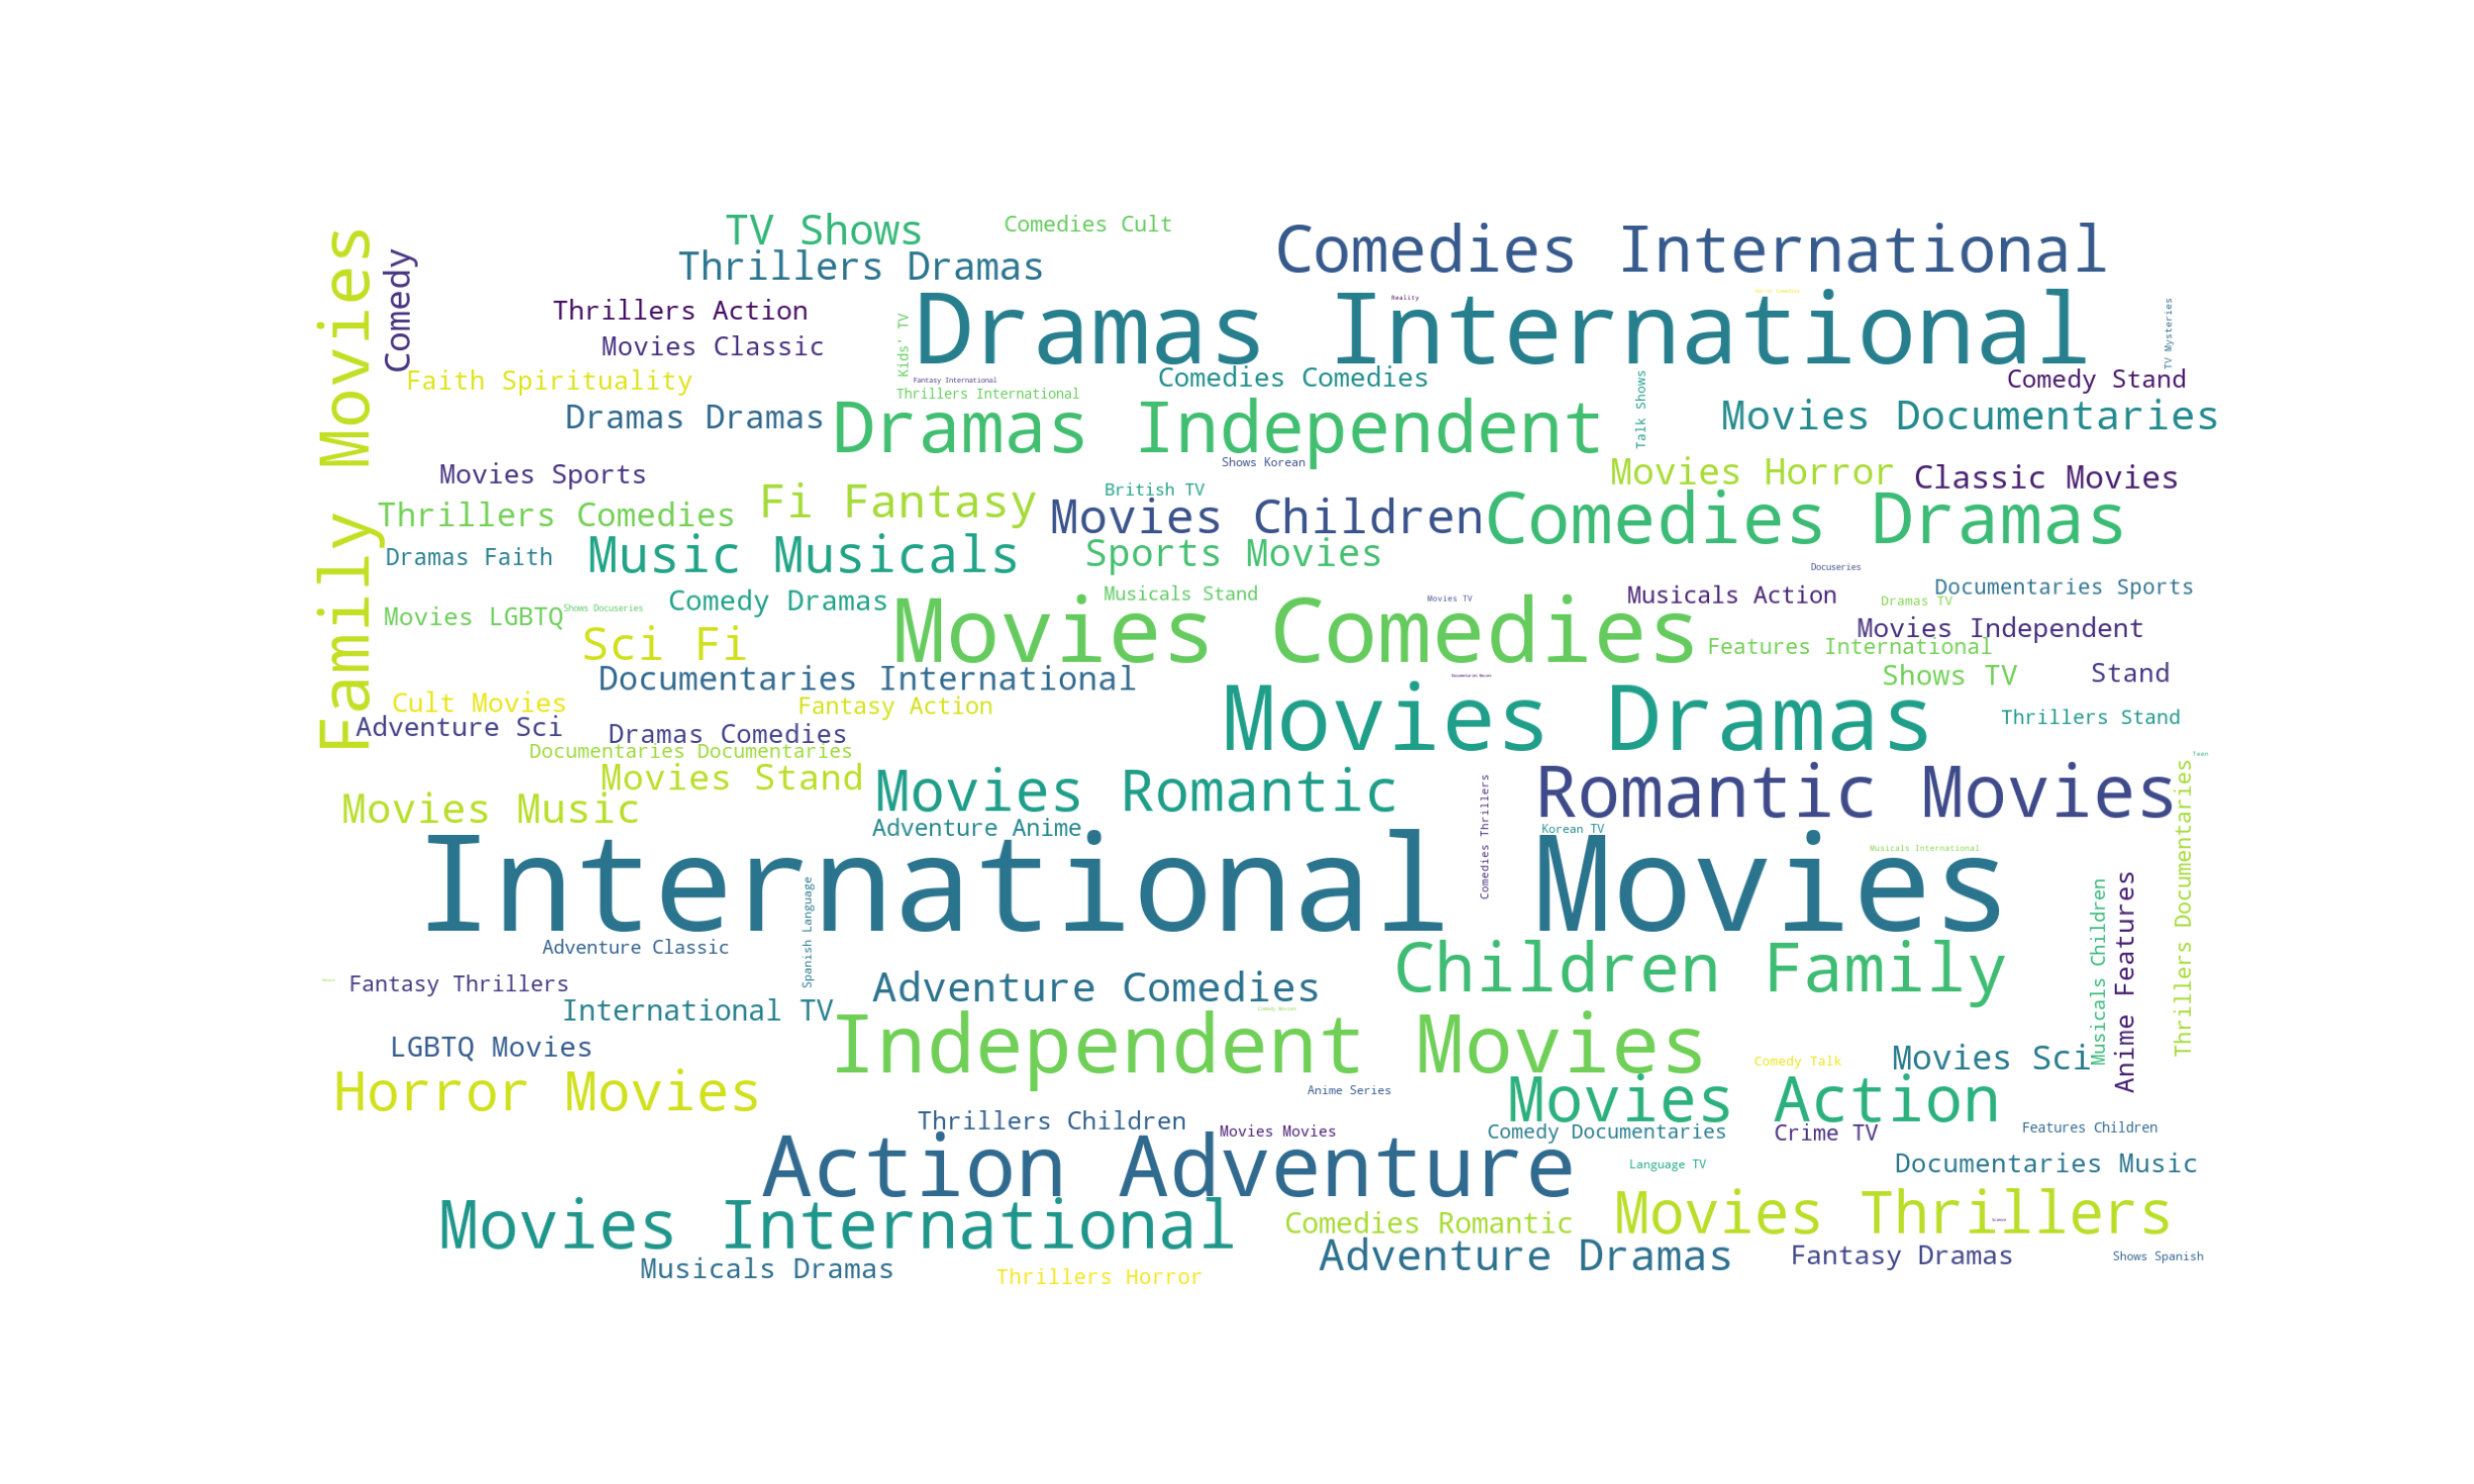 TV Shows
Comedies Cult
Comedies International
Thrillers Dramas
Family Movies
Comedy
Thrillers Action
Dramas International
Reality
TV Mysteries
Movies Classic
Kids' TV
Faith Spirituality
Fantasy International
Thrillers International
Comedies Comedies
Talk Shows
Comedy Stand
Dramas Dramas
Dramas Independent
Movies Documentaries
Movies Sports
Shows Korean
Movies Horror
Classic Movies
Thrillers Comedies
Fi Fantasy
British TV
Movies Children
Comedies Dramas
Dramas Faith
Music Musicals
Sports Movies
Docuseries
Movies LGBTQ
Shows Docuseries
Comedy Dramas
Musicals Stand
Movies TV
Musicals Action
Dramas TV
Documentaries Sports
Sci Fi
Movies Comedies
Movies Independent
Features International
Documentaries International
Shows TV
Stand
Cult Movies
Fantasy Action
Movies Dramas
Thrillers Stand
Adventure Sci
Dramas Comedies
Documentaries Documentaries
Movies Stand
Movies Romantic
Comedies Thrillers
Romantic Movies
Teen
Thrillers Documentaries
Movies Music
Adventure Anime
Korean TV
Musicals International
International Movies
Spanish Language
Adventure Classic
Musicals Children
Anime Features
Fantasy Thrillers
Adventure Comedies
Children Family
International TV
Comedy Movies
LGBTQ Movies
Independent Movies
Comedy Talk
Movies Sci
Horror Movies
Anime Series
Movies Action
Thrillers Children
Movies Movies
Comedy Documentaries
Crime TV
Features Children
Action Adventure
Language TV
Documentaries Music
Movies International
Comedies Romantic
Movies Thrillers
Science
Musicals Dramas
Thrillers Horror
Adventure Dramas
Fantasy Dramas
Shows Spanish